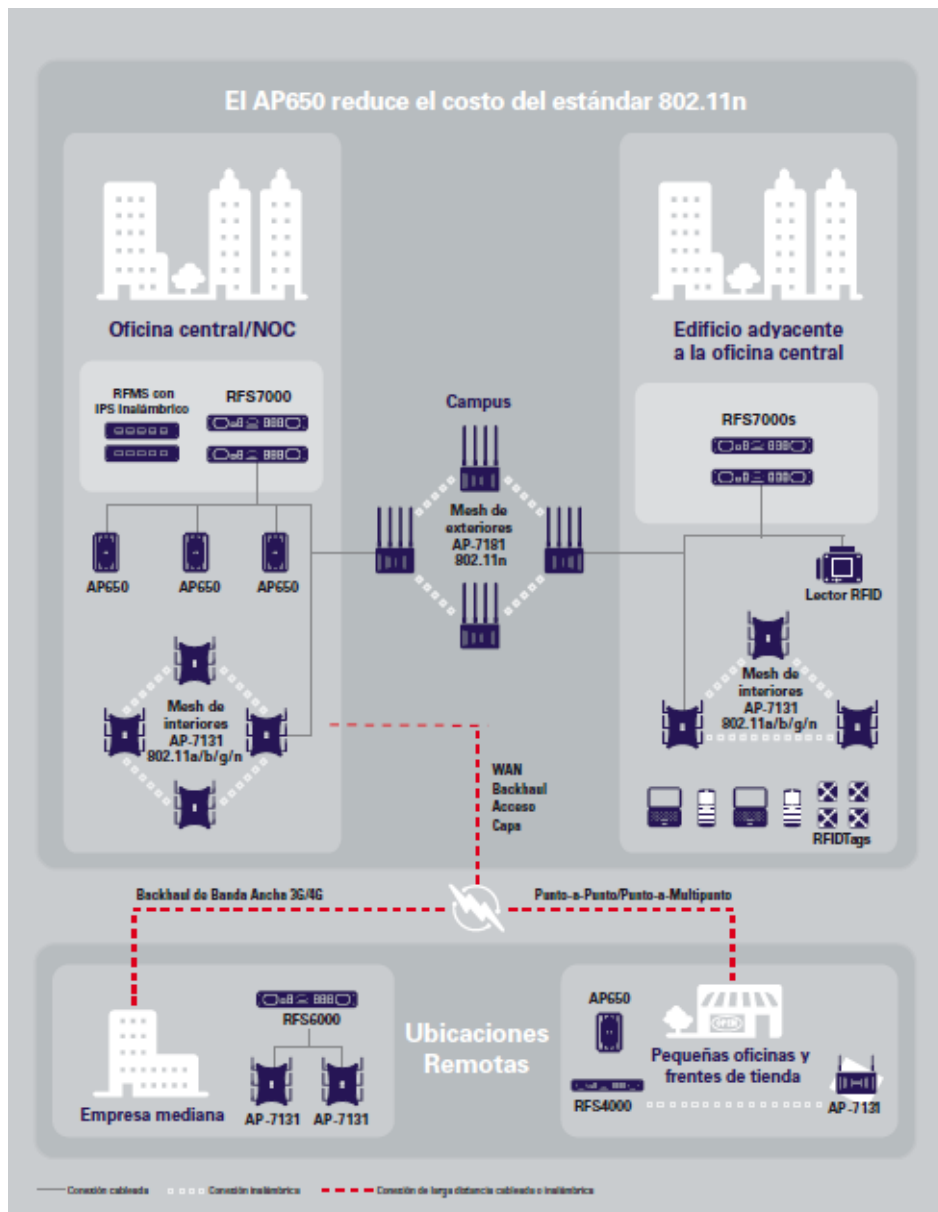 El AP650 reduce el costo del estándar 802.11n
Oficina central/NOC
RFMS con
IPS Inalámbrico
RFS7000
AP650
AP650
AP650
Mesh de
interiores
AP-7131
802.11a/b/g/n
Campus
Mesh de
exteriores
AP-7181
802.11n
Edificio adyacente
a la oficina central
RFS7000s
Lector RFID
Mesh de
interiores
AP-7131
802.11a/b/g/n
RFIDTags
WAN
Backhaul
Acceso
Capa
Backhaul de Banda Ancha 3G/4G
Punto-a-Punto/Punto-a-Multipunto
Empresa mediana
RFS6000
AP-7131
AP-7131
Ubicaciones
Remotas
AP650
OPEN
Pequeñas oficinas y
frentes de tienda
RFS4000
AP-7131
Conexión cableada
Conexión inalámbrica
Conexión de larga distancia cableada o inalámbrica